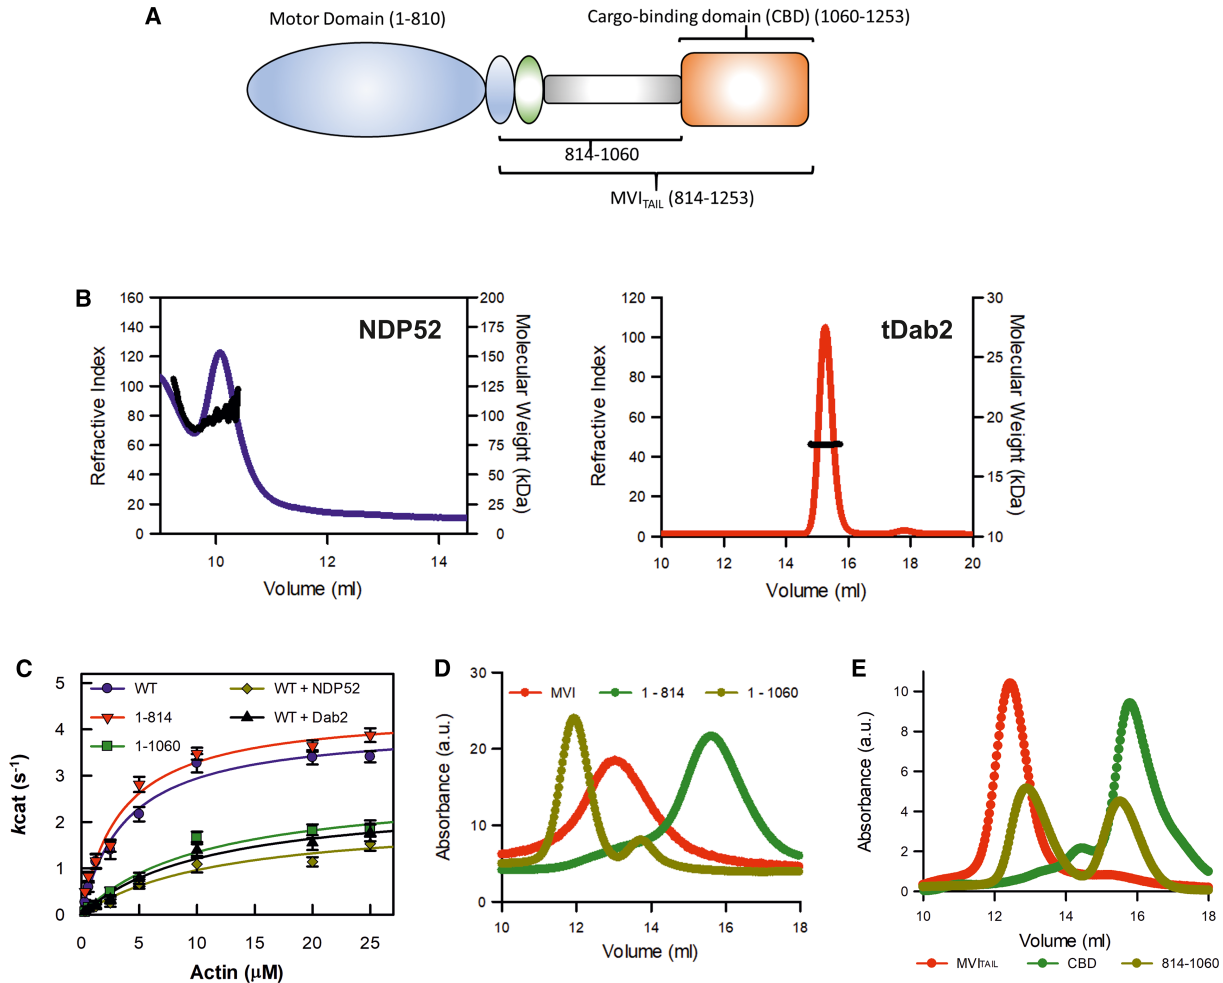 A
Motor Domain (1-810)
Cargo-binding domain (CBD) (1060-1253)
814-1060
MVITAIL (814-1253)
B
NDP52
Refractive Index
160
140
120
100
80
60
40
20
0
200
175
150
125
100
75
50
25
0
Molecular Weight (kDa)
10
12
14
Volume (ml)
tDab2
Refractive Index
120
100
80
60
40
20
0
30
25
20
15
10
Molecular Weight (kDa)
10
12
14
16
18
20
Volume (ml)
C
WT
1-814
1-1060
WT + NDP52
WT + Dab2
kcat (s-1)
5
4
3
2
1
0
0
5
10
15
20
25
Actin (μM)
D
MVI
1 - 814
1 - 1060
Absorbance (a.u.)
30
20
10
0
10
12
14
16
18
Volume (ml)
E
Absorbance (a.u.)
10
8
6
4
2
0
10
12
14
16
18
Volume (ml)
MVITAIL
CBD
814-1060